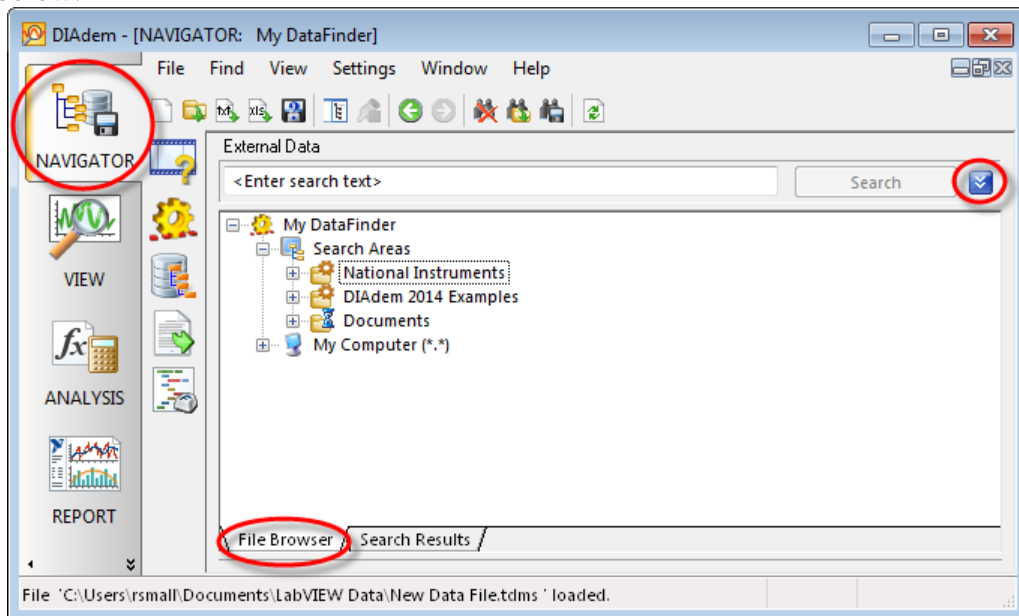 DIAdem - [NAVIGATOR: My DataFinder]
File Find View Settings Window Help
NAVIGATOR
External Data
<Enter search text>
Search
My DataFinder
Search Areas
National Instruments
DIAdem 2014 Examples
Documents
My Computer (*.*)
VIEW
ANALYSIS
REPORT
File Browser
Search Results
File 'C:\Users\rsmall\Documents\LabVIEW Data\New Data File.tdms ' loaded.